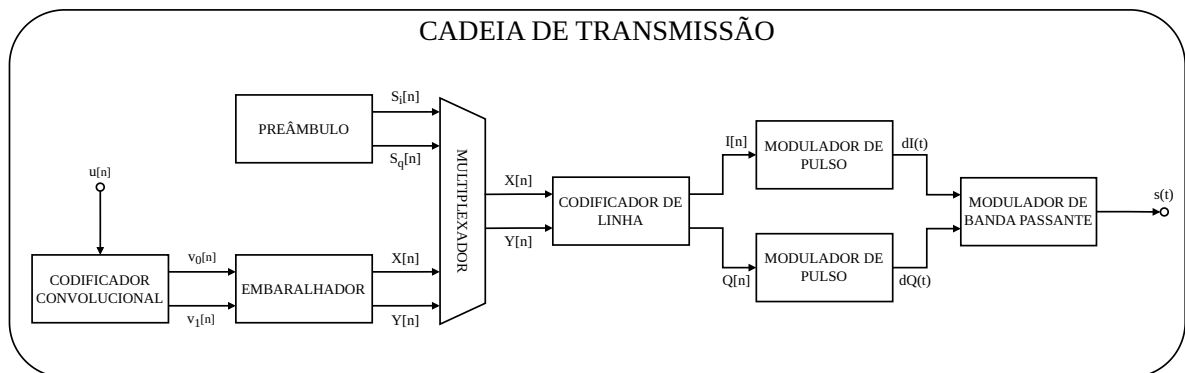 CADEIA DE TRANSMISSÃO
PREÂMBULO
Si[n]
Sq[n]
u[n]
CODIFICADOR
CONVOLUCIONAL
v0[n]
v1[n]
EMBARALHADOR
X[n]
Y[n]
MULTIPLEXADOR
X[n]
Y[n]
CODIFICADOR DE
LINHA
I[n]
Q[n]
MODULADOR DE
PULSO
dI(t)
MODULADOR DE
PULSO
dQ(t)
MODULADOR DE
BANDA PASSANTE
s(t)